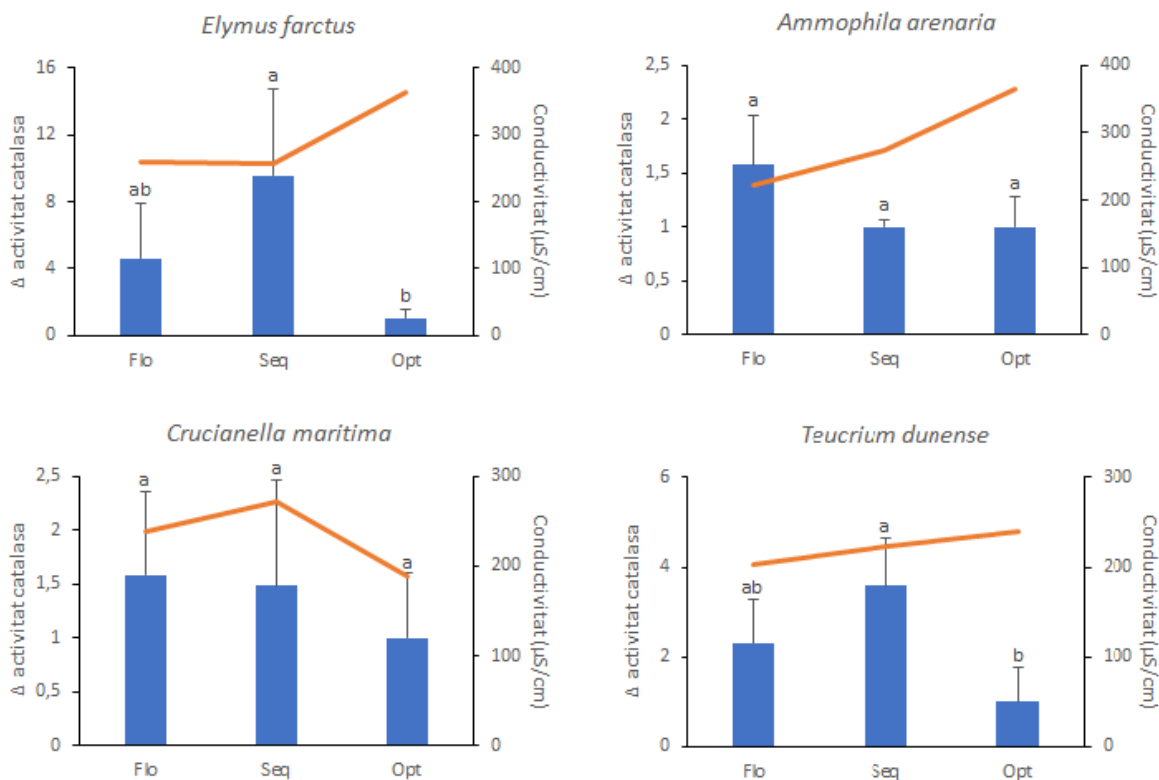 Elymus farctus
Δ activitat catalasa
16
12
8
4
0
a
ab
b
400
300
200
100
0
Conductivitat (µS/cm)
Flo Seq Opt
Ammophila arenaria
Δ activitat catalasa
2,5
2
1,5
1
0,5
0
a
a
a
400
300
200
100
0
Conductivitat (µS/cm)
Flo Seq Opt
Crucianella maritima
Δ activitat catalasa
2,5
2
1,5
1
0,5
0
a
a
a
300
200
100
0
Conductivitat (µS/cm)
Flo Seq Opt
Teucrium dunense
Δ activitat catalasa
6
4
2
0
a
ab
b
300
200
100
0
Conductivitat (µS/cm)
Flo Seq Opt